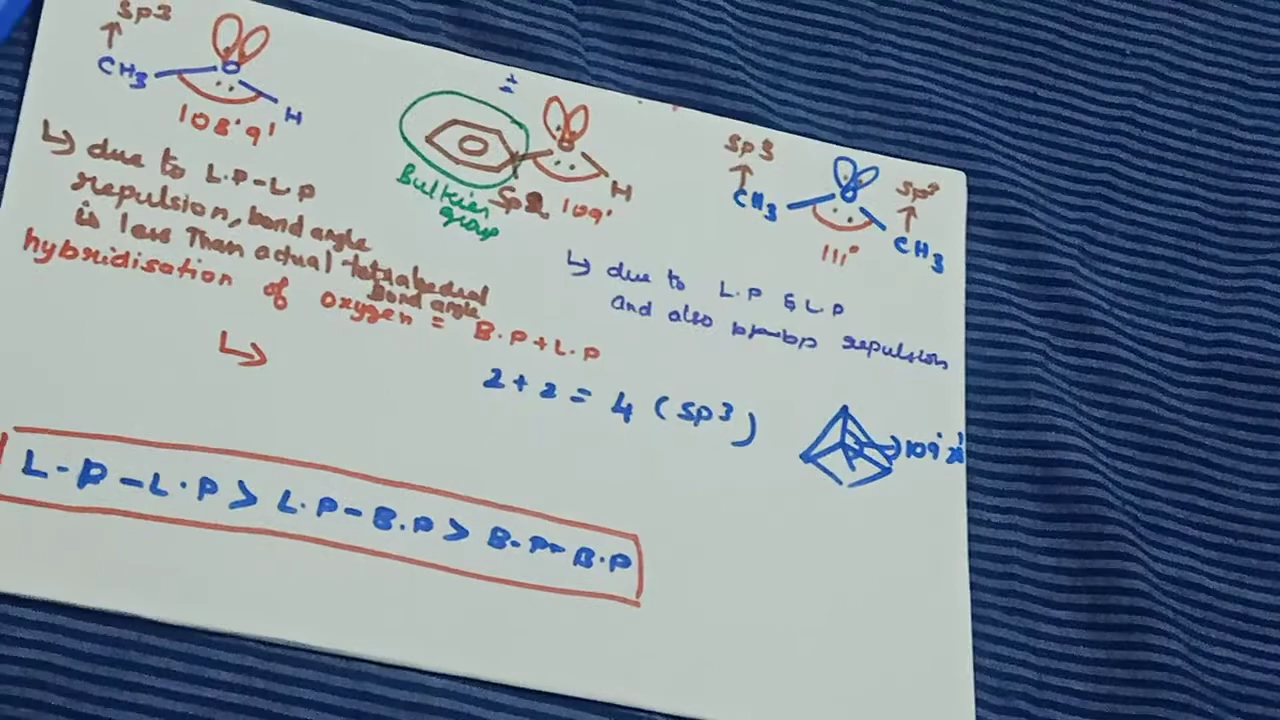 Sp3
CH3 O H
108°9'
↳ due to L.P-L.P
repulsion, bond angle
is less Than actual tetrahedral
bond angle
hybridisation of oxygen = B.P+L.P
2+2=4 (SP3)
↳
Bulkier
group
Sp2
O H
109'
Sp3 Sp3
CH3 O CH3
111°
↳ due to L.P & L.P
and also bp-bp repulsion
L.P-L.P > L.P-B.P > B.P-B.P